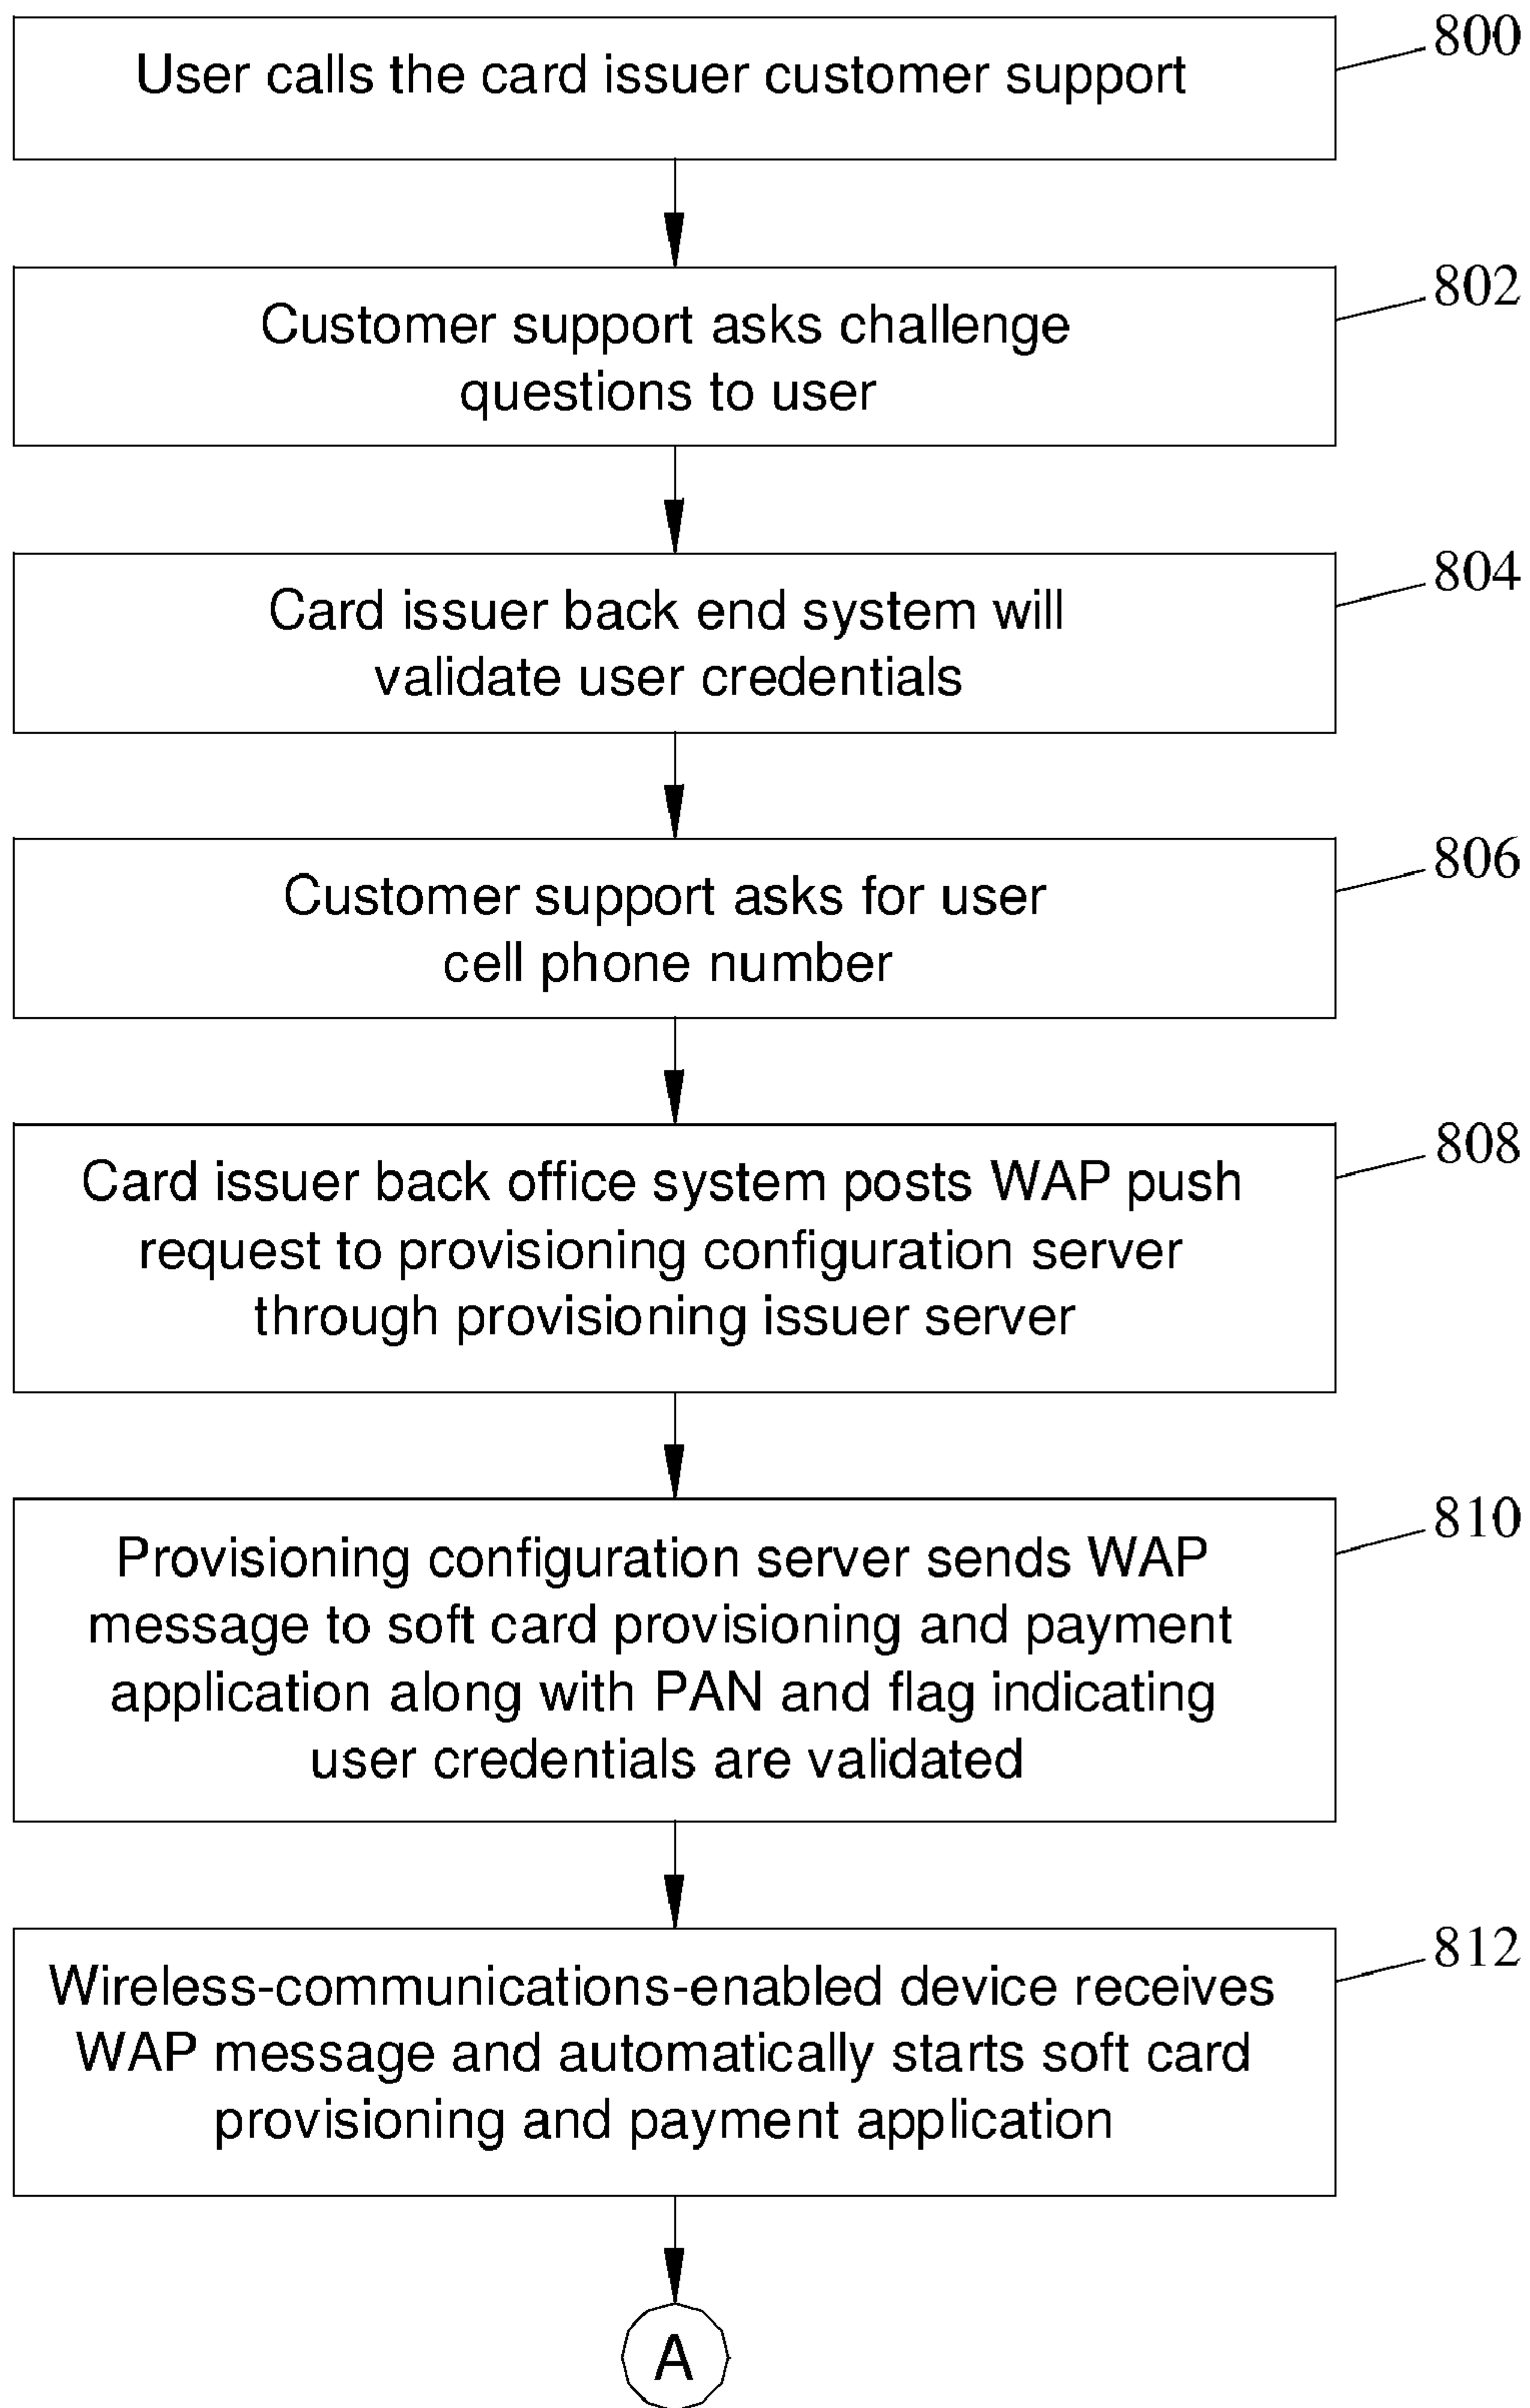 User calls the card issuer customer support
800
Customer support asks challenge
questions to user
802
Card issuer back end system will
validate user credentials
804
Customer support asks for user
cell phone number
806
Card issuer back office system posts WAP push
request to provisioning configuration server
through provisioning issuer server
808
Provisioning configuration server sends WAP
message to soft card provisioning and payment
application along with PAN and flag indicating
user credentials are validated
810
Wireless-communications-enabled device receives
WAP message and automatically starts soft card
provisioning and payment application
812
A